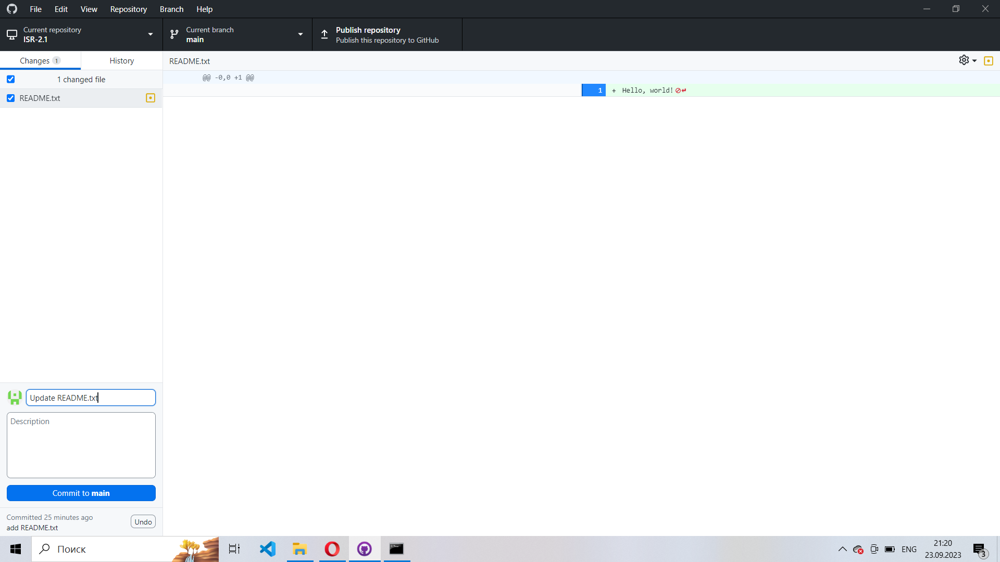 File Edit View Repository Branch Help
Current repository
ISR-2.1
Current branch
main
Publish repository
Publish this repository to GitHub
Changes 1
History
README.txt
1 changed file
@@ -0,0 +1 @@
1 + Hello, world!
README.txt
Update README.txt
Description
Commit to main
Committed 25 minutes ago
add README.txt
Undo
Поиск
ENG
21:20
23.09.2023
3